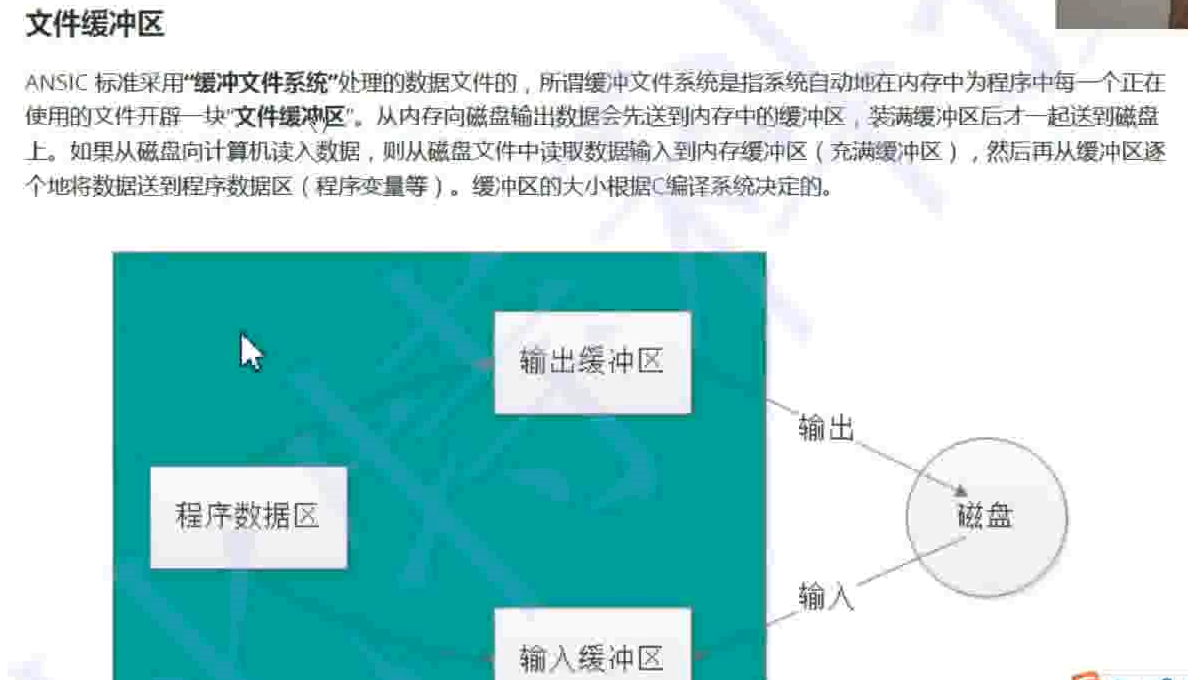 文件缓冲区
ANSIC 标准采用“缓冲文件系统”处理的数据文件的，所谓缓冲文件系统是指系统自动地在内存中为程序中每一个正在
使用的文件开辟一块“文件缓冲区”。从内存向磁盘输出数据会先送到内存中的缓冲区，装满缓冲区后才一起送到磁盘
上。如果从磁盘向计算机读入数据，则从磁盘文件中读取数据输入到内存缓冲区（充满缓冲区），然后再从缓冲区逐
个地将数据送到程序数据区（程序变量等）。缓冲区的大小根据C编译系统决定的。
输出缓冲区
输出
程序数据区
磁盘
输入
输入缓冲区